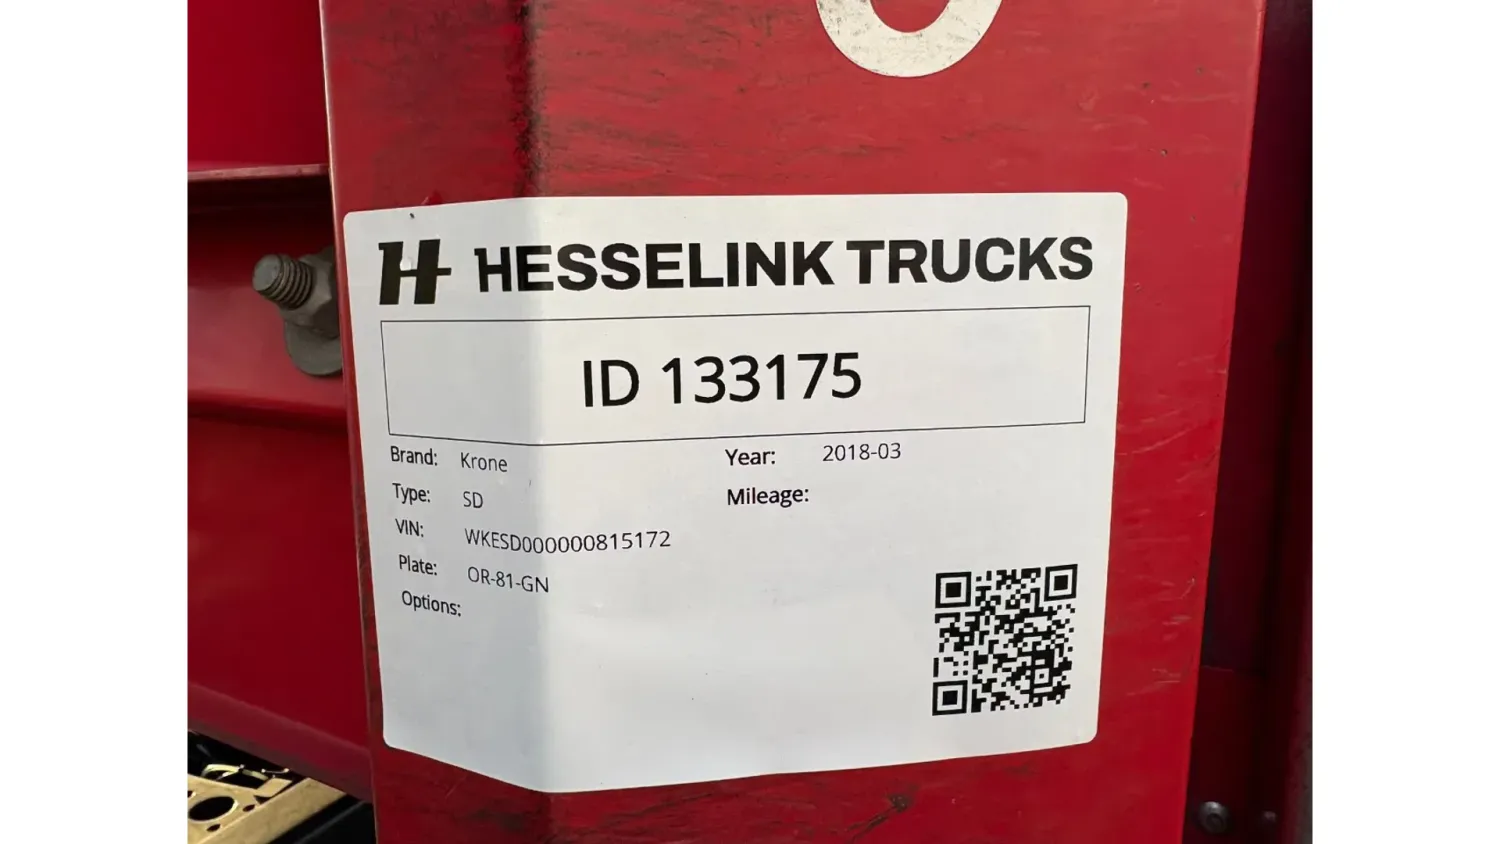 H HESSELINK TRUCKS
ID 133175
Brand: Krone
Year: 2018-03
Type: SD
Mileage:
VIN: WKESD000000815172
Plate: OR-81-GN
Options: